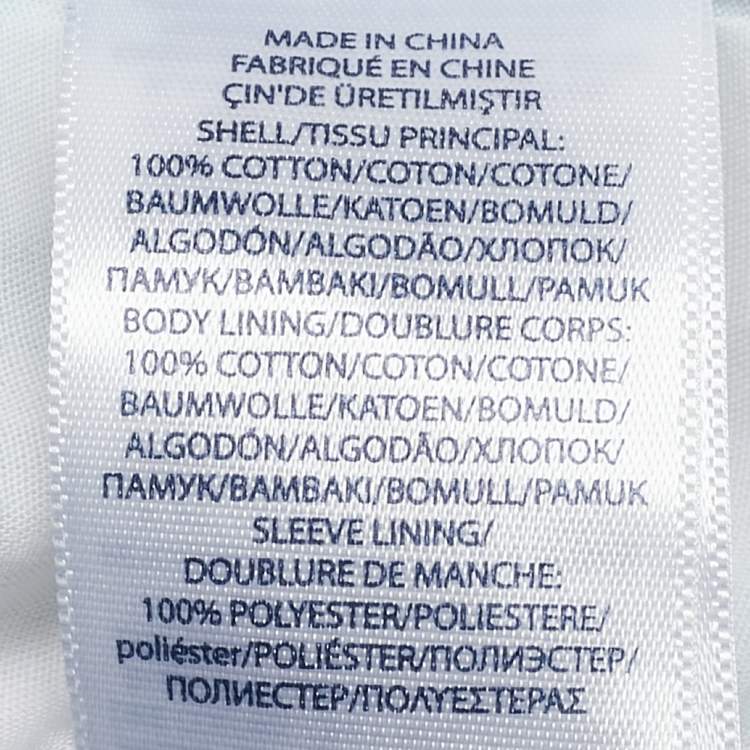 MADE IN CHINA
FABRIQUÉ EN CHINE
ÇIN'DE ÜRETILMIŞTIR
SHELL/TISSU PRINCIPAL:
100% COTTON/COTON/COTONE/
BAUMWOLLE/KATOEN/BOMULD/
ALGODÓN/ALGODÃO/ХЛОПОК/
ПАМУК/BAMBAKI/BOMULL/PAMUK
BODY LINING/DOUBLURE CORPS:
100% COTTON/COTON/COTONE/
BAUMWOLLE/KATOEN/BOMULD/
ALGODÓN/ALGODÃO/ХЛОПОК/
ПАМУК/BAMBAKI/BOMULL/PAMUK
SLEEVE LINING/
DOUBLURE DE MANCHE:
100% POLYESTER/POLIESTERE/
poliéster/POLIÉSTER/ПОЛИЭСТЕР/
ПОЛИЕСТЕР/ΠΟΛΥΕΣΤΕΡΑΣ